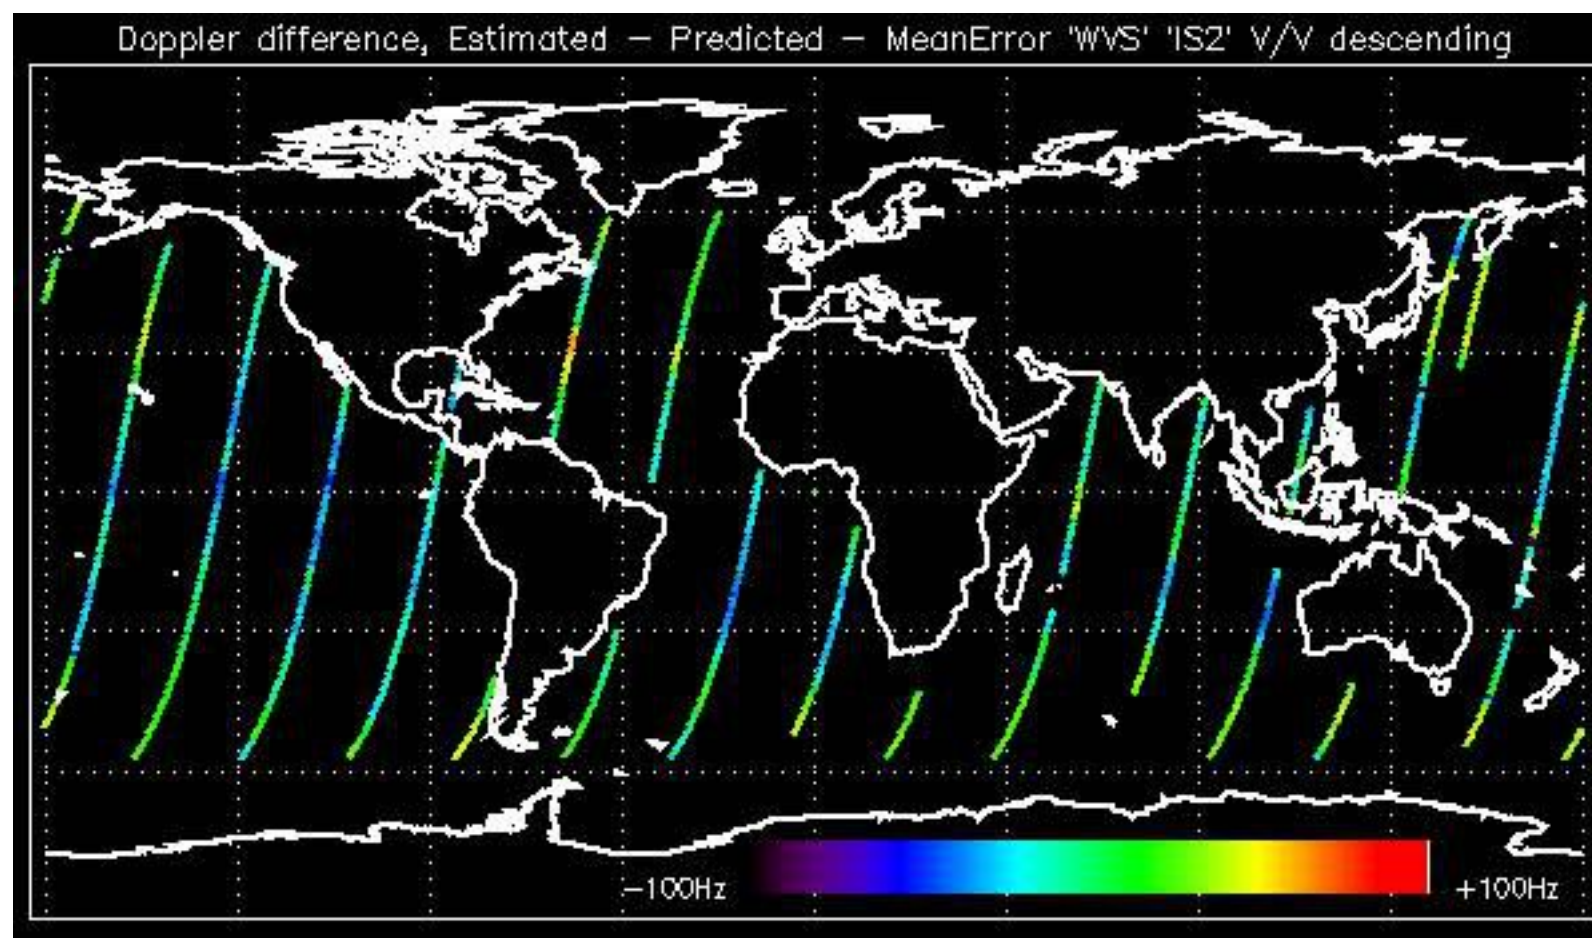 Doppler difference, Estimated − Predicted − MeanError 'WVS' 'IS2' V/V descending
−100Hz +100Hz